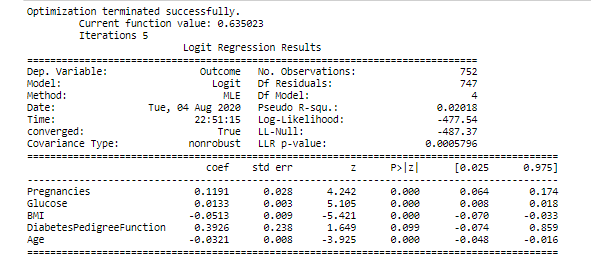 Optimization terminated successfully.
Current function value: 0.635023
Iterations 5
Logit Regression Results
==============================================================================
Dep. Variable: Outcome No. Observations: 752
Model: Logit Df Residuals: 747
Method: MLE Df Model: 4
Date: Tue, 04 Aug 2020 Pseudo R-squ.: 0.02018
Time: 22:51:15 Log-Likelihood: -477.54
converged: True LL-Null: -487.37
Covariance Type: nonrobust LLR p-value: 0.0005796
==============================================================================
coef std err z P>|z| [0.025 0.975]
------------------------------------------------------------------------------
Pregnancies 0.1191 0.028 4.242 0.000 0.064 0.174
Glucose 0.0133 0.003 5.105 0.000 0.008 0.018
BMI -0.0513 0.009 -5.421 0.000 -0.070 -0.033
DiabetesPedigreeFunction 0.3926 0.238 1.649 0.099 -0.074 0.859
Age -0.0321 0.008 -3.925 0.000 -0.048 -0.016
==============================================================================